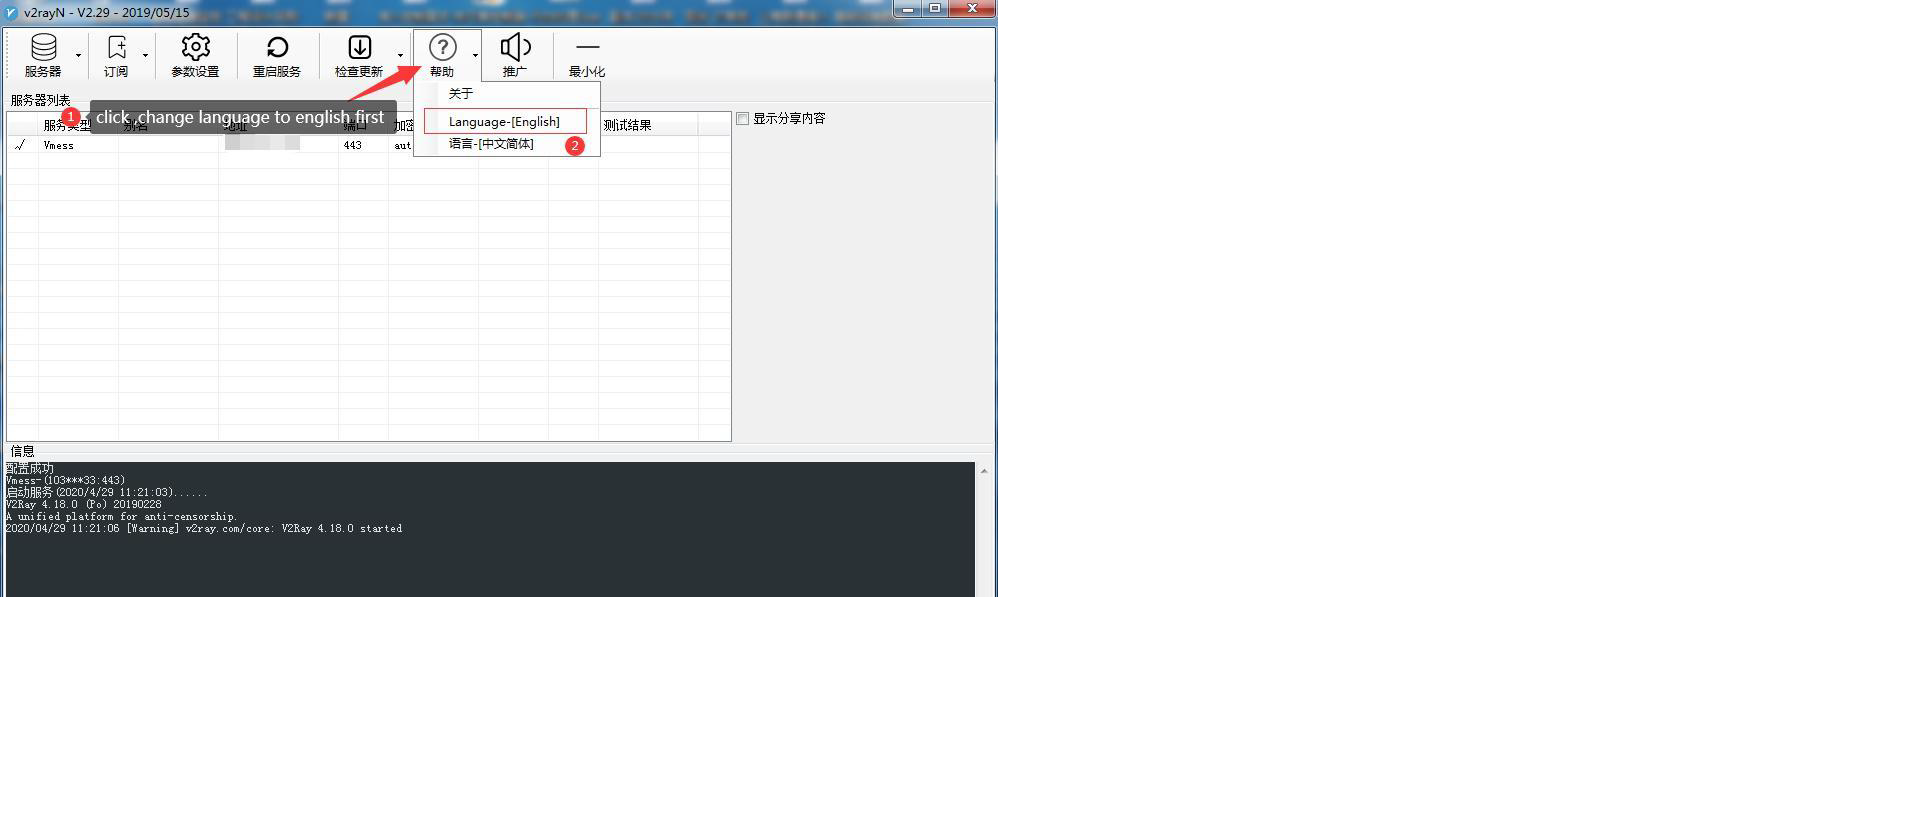 v2rayN - V2.29 - 2019/05/15
服务器 订阅 参数设置 重启服务 检查更新 帮助 推广 最小化
关于
Language-[English]
语言-[中文简体]
2
服务器列表
1 click change language to english first
服务类型 别名 地址 端口 加密 测试结果
Vmess 443 aut
显示分享内容
信息
配置成功
Vmess-(103***33:443)
启动服务(2020/4/29 11:21:03)......
V2Ray 4.18.0 (Po) 20190228
A unified platform for anti-censorship.
2020/04/29 11:21:06 [Warning] v2ray.com/core: V2Ray 4.18.0 started